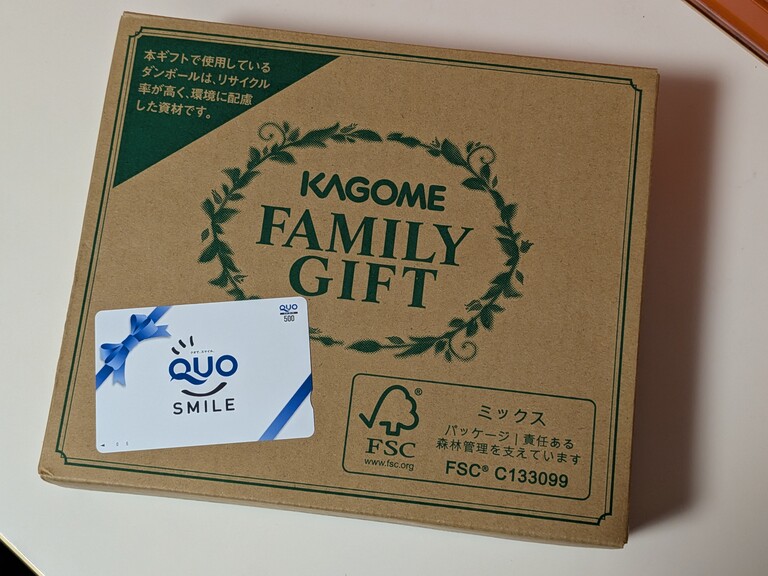 本ギフトで使用している
ダンボールは、リサイクル
率が高く、環境に配慮
した資材です。
KAGOME
FAMILY
GIFT
QUO
500
QUO
SMILE
FSC®
www.fsc.org
ミックス
パッケージ | 責任ある
森林管理を支えています
FSC® C133099